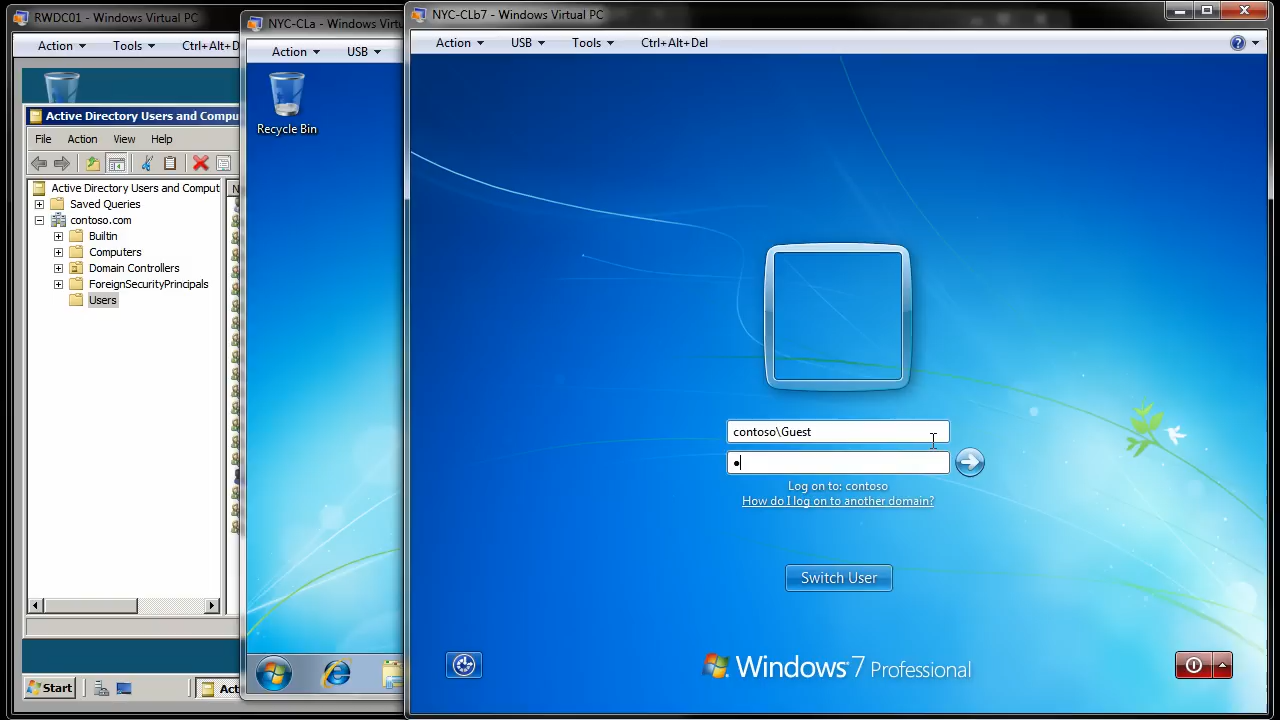 RWDC01 - Windows Virtual PC
Action Tools Ctrl+Alt+D
Active Directory Users and Compu
File Action View Help
Active Directory Users and Comput
Saved Queries
contoso.com
Builtin
Computers
Domain Controllers
ForeignSecurityPrincipals
Users
N
Start
Act
NYC-CLa - Windows Virtu
Action USB
Recycle Bin
NYC-CLb7 - Windows Virtual PC
Action USB Tools Ctrl+Alt+Del
contoso\Guest
Log on to: contoso
How do I log on to another domain?
Switch User
Windows 7 Professional